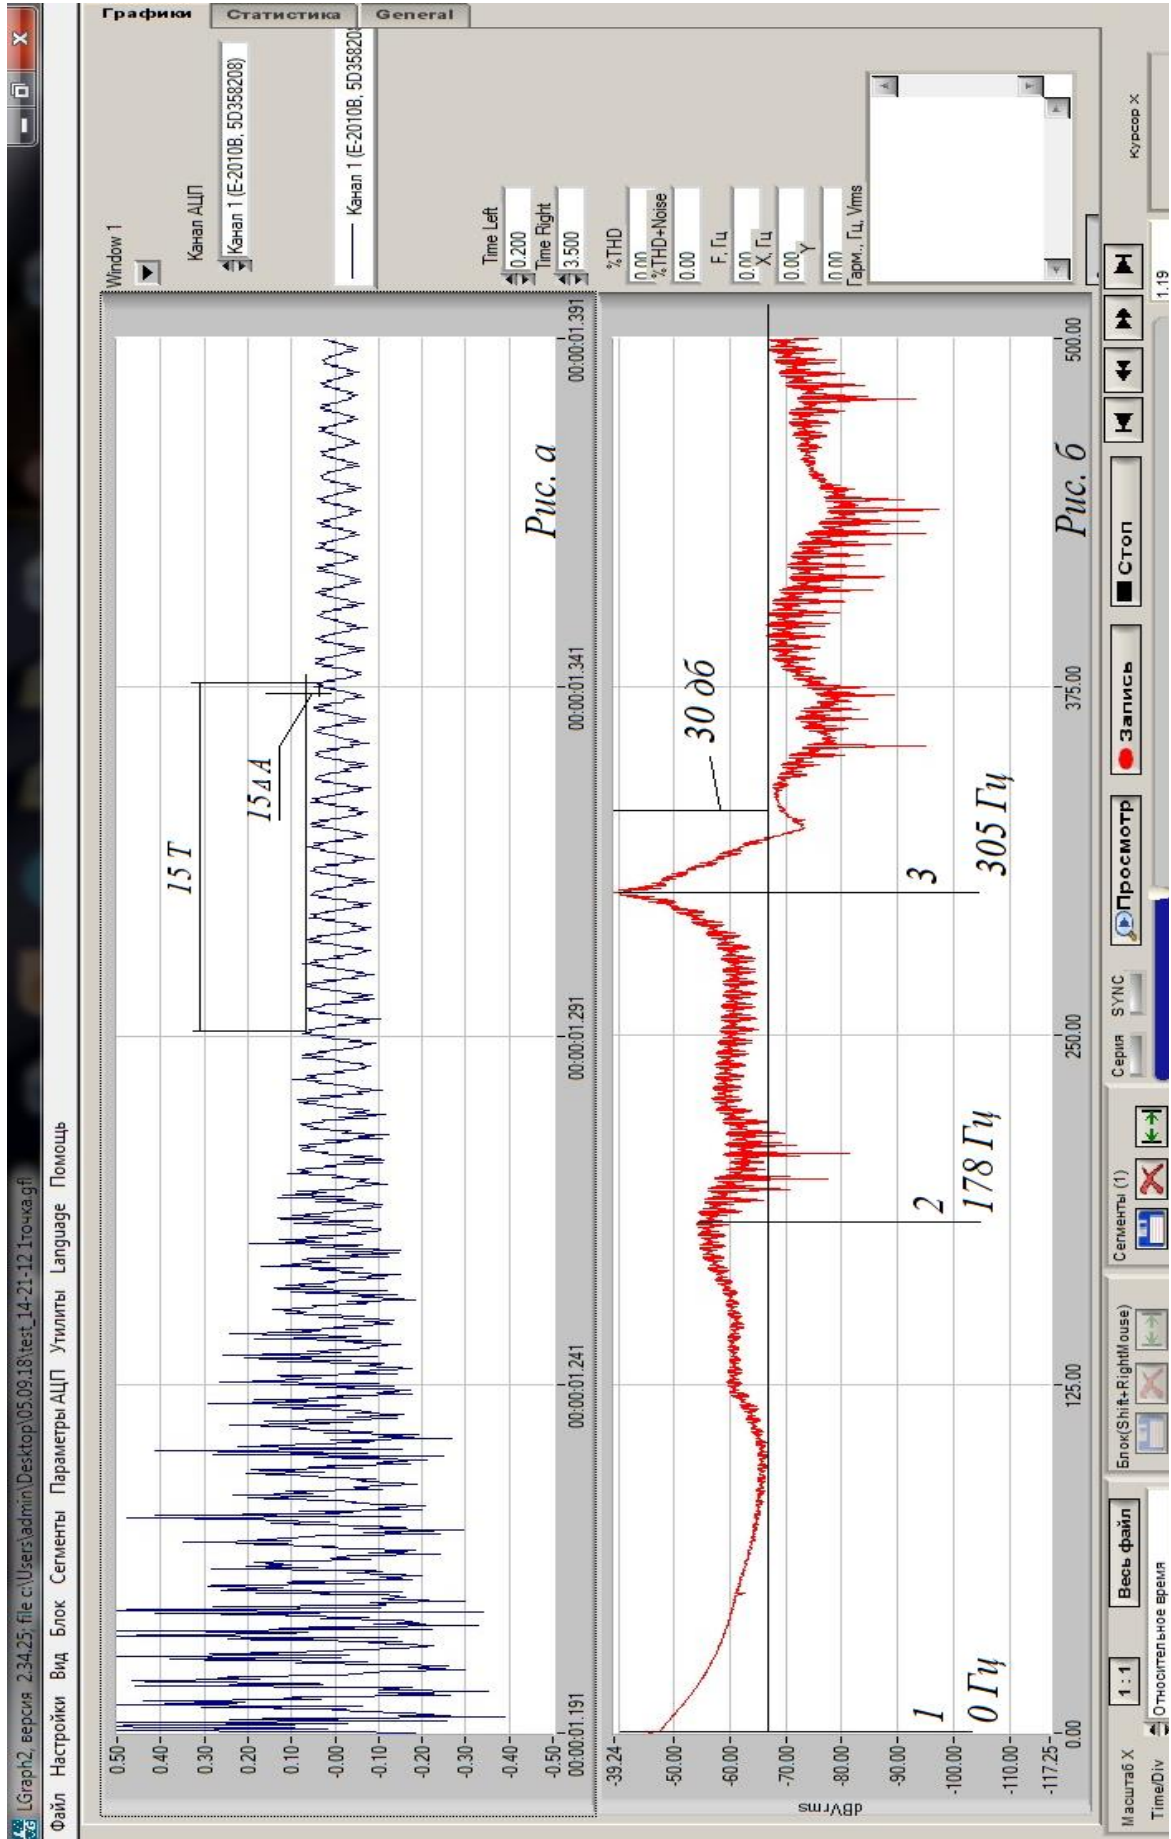 LGraph2, версия 2.34.25; file c:\Users\admin\Desktop\05.09.18\test_14-21-12 1точка.gfl
Файл Настройки Вид Блок Сегменты Параметры АЦП Утилиты Language Помощь
Графики Статистика General
Window 1
Канал АЦП
Канал 1 (E-2010B, 5D358208)
Канал 1 (E-2010B, 5D35820
0.50
0.40
0.30
0.20
0.10
-0.00
-0.10
-0.20
-0.30
-0.40
-0.50
15 T
15ΔA
Рис. а
00:00:01.191 00:00:01.241 00:00:01.291 00:00:01.341 00:00:01.391
Time Left
0.200
Time Right
3.500
%THD
0.00
%THD+Noise
0.00
F, Гц
0.00
X, Гц
0.00
Y
0.00
Гарм., Гц, Vrms
dBVrms
-39.24
-50.00
-60.00
-70.00
-80.00
-90.00
-100.00
-110.00
-117.25
30 дб
1 2 3
0 Гц 178 Гц 305 Гц
Рис. б
0.00 125.00 250.00 375.00 500.00
Масштаб X 1 : 1 Весь файл
Блок(Shift+RightMouse) Сегменты (1) Серия SYNC
Просмотр Запись Стоп
Курсор X
Time/Div Относительное время
1.19